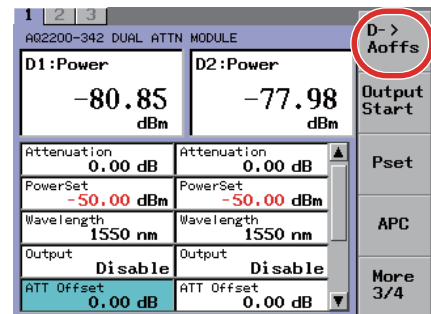 1 2 3
AQ2200-342 DUAL ATTN MODULE
D1:Power
-80.85
dBm
D2:Power
-77.98
dBm
Attenuation
0.00 dB
Attenuation
0.00 dB
PowerSet
-50.00 dBm
PowerSet
-50.00 dBm
Wavelength
1550 nm
Wavelength
1550 nm
Output
Disable
Output
Disable
ATT Offset
0.00 dB
ATT Offset
0.00 dB
D->
Aoffs
Output
Start
Pset
APC
More
3/4